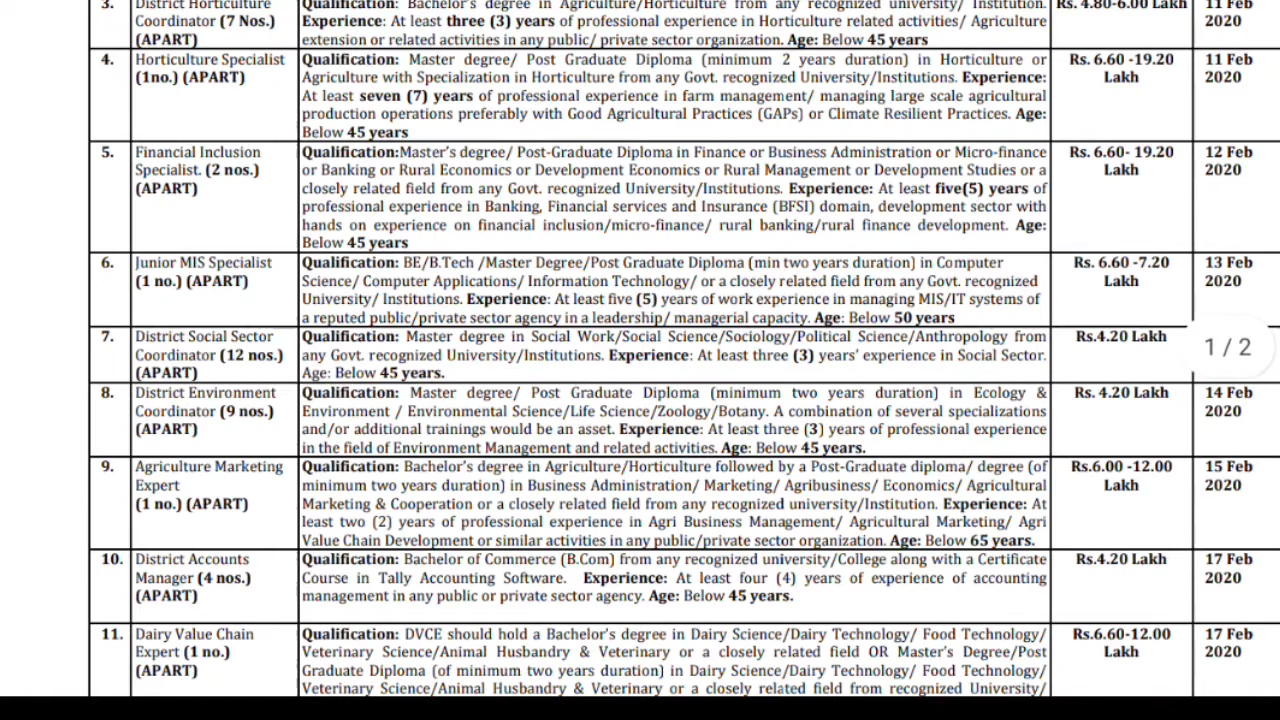 3. District Horticulture Coordinator (7 Nos.) (APART)
Qualification: Bachelor's degree in Agriculture/Horticulture from any recognized university/ Institution.
Experience: At least three (3) years of professional experience in Horticulture related activities/ Agriculture
extension or related activities in any public/ private sector organization. Age: Below 45 years
Rs. 4.80-6.00 Lakh
11 Feb 2020
4. Horticulture Specialist (1no.) (APART)
Qualification: Master degree/ Post Graduate Diploma (minimum 2 years duration) in Horticulture or
Agriculture with Specialization in Horticulture from any Govt. recognized University/Institutions. Experience:
At least seven (7) years of professional experience in farm management/ managing large scale agricultural
production operations preferably with Good Agricultural Practices (GAPs) or Climate Resilient Practices. Age:
Below 45 years
Rs. 6.60 -19.20 Lakh
11 Feb 2020
5. Financial Inclusion Specialist. (2 nos.) (APART)
Qualification:Master's degree/ Post-Graduate Diploma in Finance or Business Administration or Micro-finance
or Banking or Rural Economics or Development Economics or Rural Management or Development Studies or a
closely related field from any Govt. recognized University/Institutions. Experience: At least five(5) years of
professional experience in Banking, Financial services and Insurance (BFSI) domain, development sector with
hands on experience on financial inclusion/micro-finance/ rural banking/rural finance development. Age:
Below 45 years
Rs. 6.60- 19.20 Lakh
12 Feb 2020
6. Junior MIS Specialist (1 no.) (APART)
Qualification: BE/B.Tech /Master Degree/Post Graduate Diploma (min two years duration) in Computer
Science/ Computer Applications/ Information Technology/ or a closely related field from any Govt. recognized
University/ Institutions. Experience: At least five (5) years of work experience in managing MIS/IT systems of
a reputed public/private sector agency in a leadership/ managerial capacity. Age: Below 50 years
Rs. 6.60 -7.20 Lakh
13 Feb 2020
7. District Social Sector Coordinator (12 nos.) (APART)
Qualification: Master degree in Social Work/Social Science/Sociology/Political Science/Anthropology from
any Govt. recognized University/Institutions. Experience: At least three (3) years' experience in Social Sector.
Age: Below 45 years.
Rs.4.20 Lakh
1 / 2
8. District Environment Coordinator (9 nos.) (APART)
Qualification: Master degree/ Post Graduate Diploma (minimum two years duration) in Ecology &
Environment / Environmental Science/Life Science/Zoology/Botany. A combination of several specializations
and/or additional trainings would be an asset. Experience: At least three (3) years of professional experience
in the field of Environment Management and related activities. Age: Below 45 years.
Rs. 4.20 Lakh
14 Feb 2020
9. Agriculture Marketing Expert (1 no.) (APART)
Qualification: Bachelor's degree in Agriculture/Horticulture followed by a Post-Graduate diploma/ degree (of
minimum two years duration) in Business Administration/ Marketing/ Agribusiness/ Economics/ Agricultural
Marketing & Cooperation or a closely related field from any recognized university/Institution. Experience: At
least two (2) years of professional experience in Agri Business Management/ Agricultural Marketing/ Agri
Value Chain Development or similar activities in any public/private sector organization. Age: Below 65 years.
Rs.6.00 -12.00 Lakh
15 Feb 2020
10. District Accounts Manager (4 nos.) (APART)
Qualification: Bachelor of Commerce (B.Com) from any recognized university/College along with a Certificate
Course in Tally Accounting Software. Experience: At least four (4) years of experience of accounting
management in any public or private sector agency. Age: Below 45 years.
Rs.4.20 Lakh
17 Feb 2020
11. Dairy Value Chain Expert (1 no.) (APART)
Qualification: DVCE should hold a Bachelor's degree in Dairy Science/Dairy Technology/ Food Technology/
Veterinary Science/Animal Husbandry & Veterinary or a closely related field OR Master's Degree/Post
Graduate Diploma (of minimum two years duration) in Dairy Science/Dairy Technology/ Food Technology/
Veterinary Science/Animal Husbandry & Veterinary or a closely related field from recognized University/
Rs.6.60-12.00 Lakh
17 Feb 2020